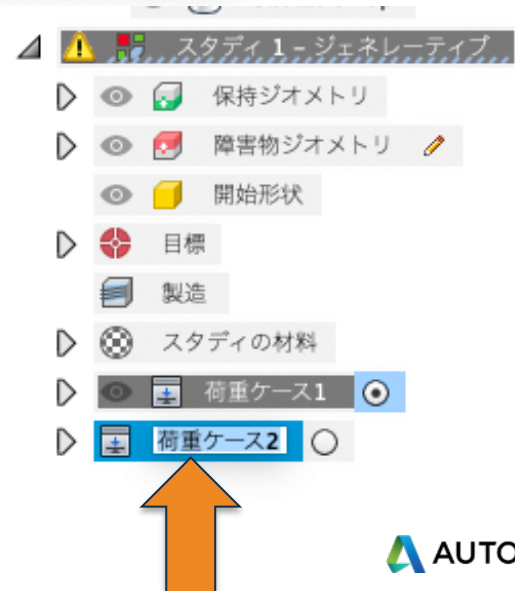 スタディ 1 - ジェネレーティブ
保持ジオメトリ
障害物ジオメトリ
開始形状
目標
製造
スタディの材料
荷重ケース1
荷重ケース2
AUTO